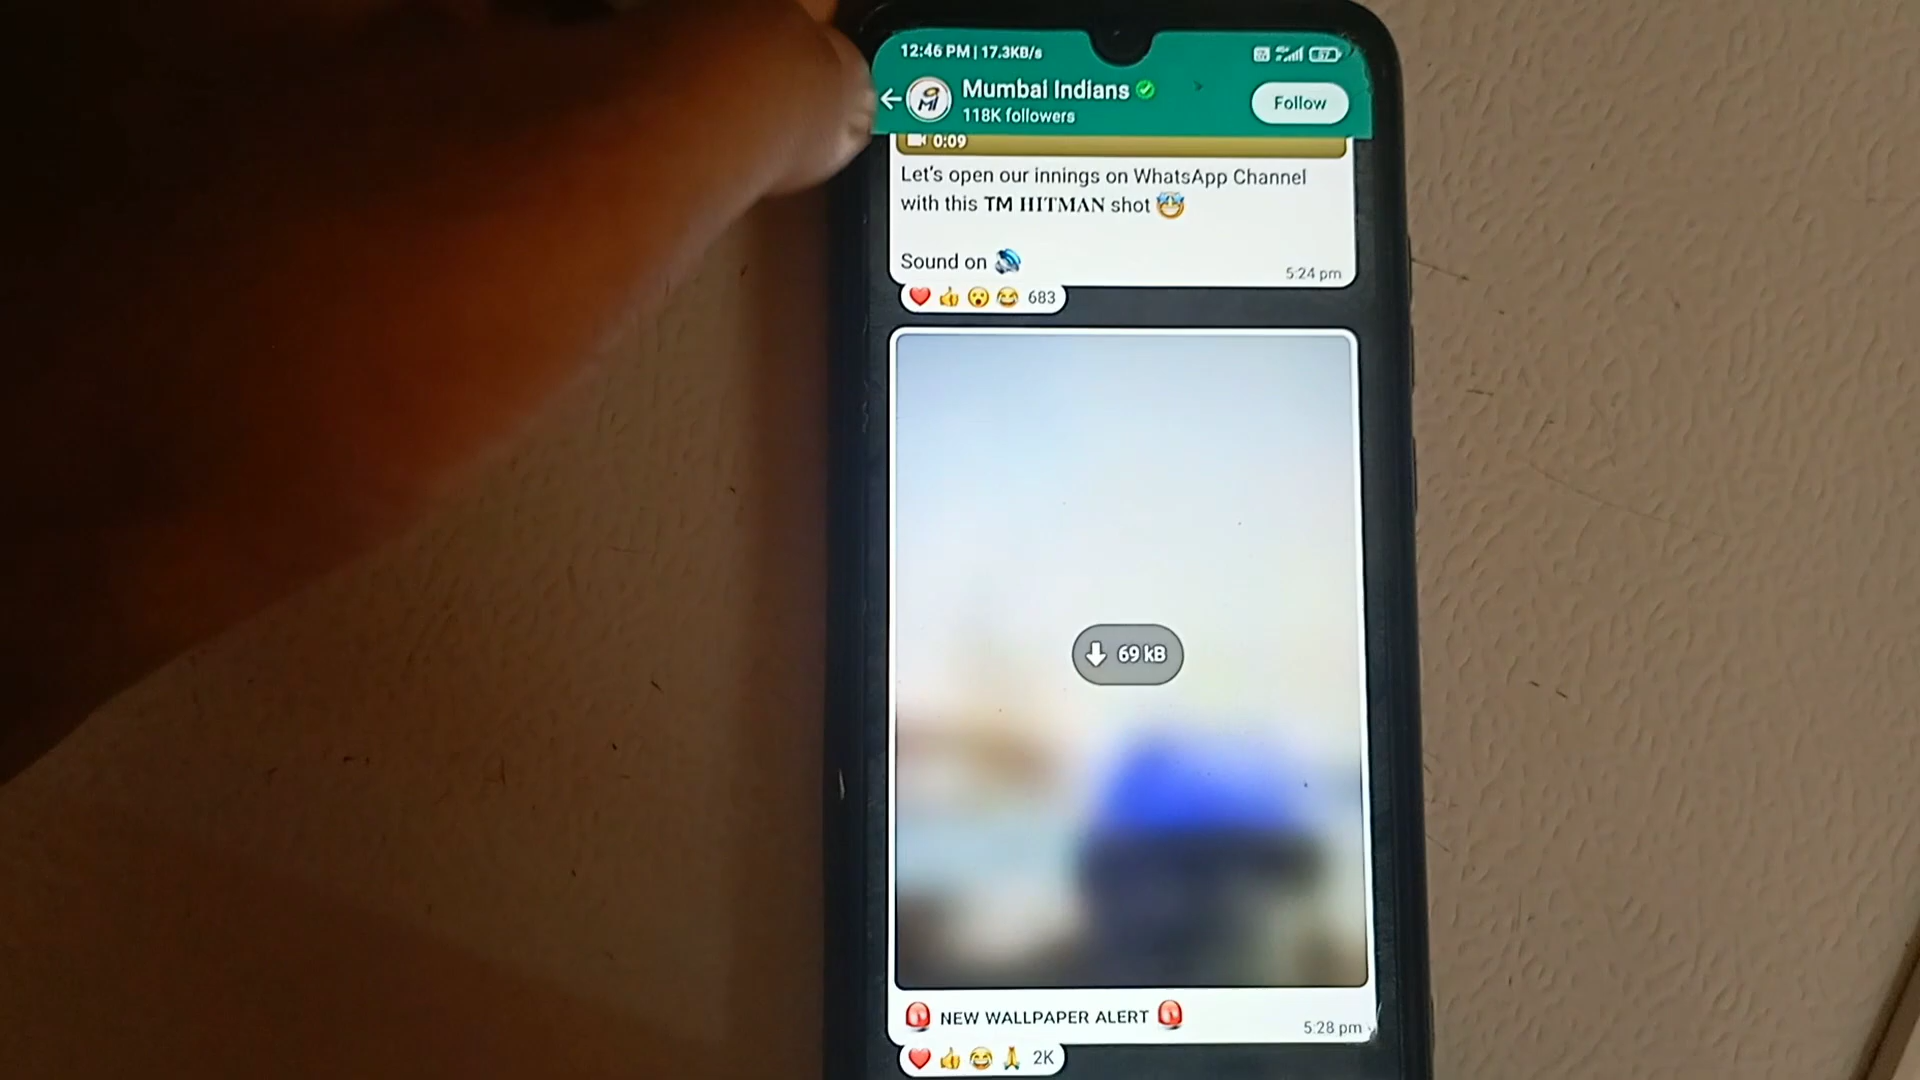 12:46 PM | 17.3KB/s
57
Mumbai Indians
118K followers
Follow
0:09
Let's open our innings on WhatsApp Channel
with this TM HITMAN shot 🤩
Sound on 🔊
5:24 pm
❤️ 👍 😮 😂 683
69 kB
🚨 NEW WALLPAPER ALERT 🚨
5:28 pm
❤️ 👍 😂 🙏 2K